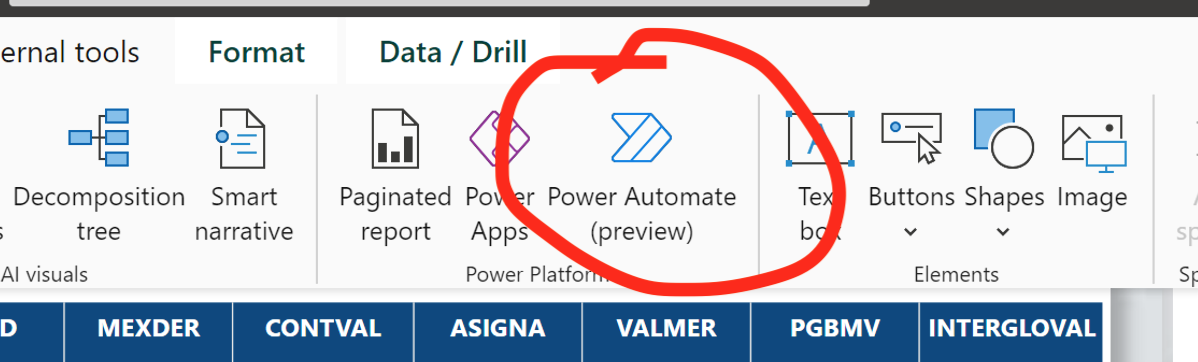 ernal tools Format Data / Drill
Decomposition tree
Smart narrative
Paginated report
Power Apps
Power Automate (preview)
Text box
Buttons
Shapes
Image
AI visuals
Power Platform
Elements
D MEXDER CONTVAL ASIGNA VALMER PGBMV INTERGLOVAL